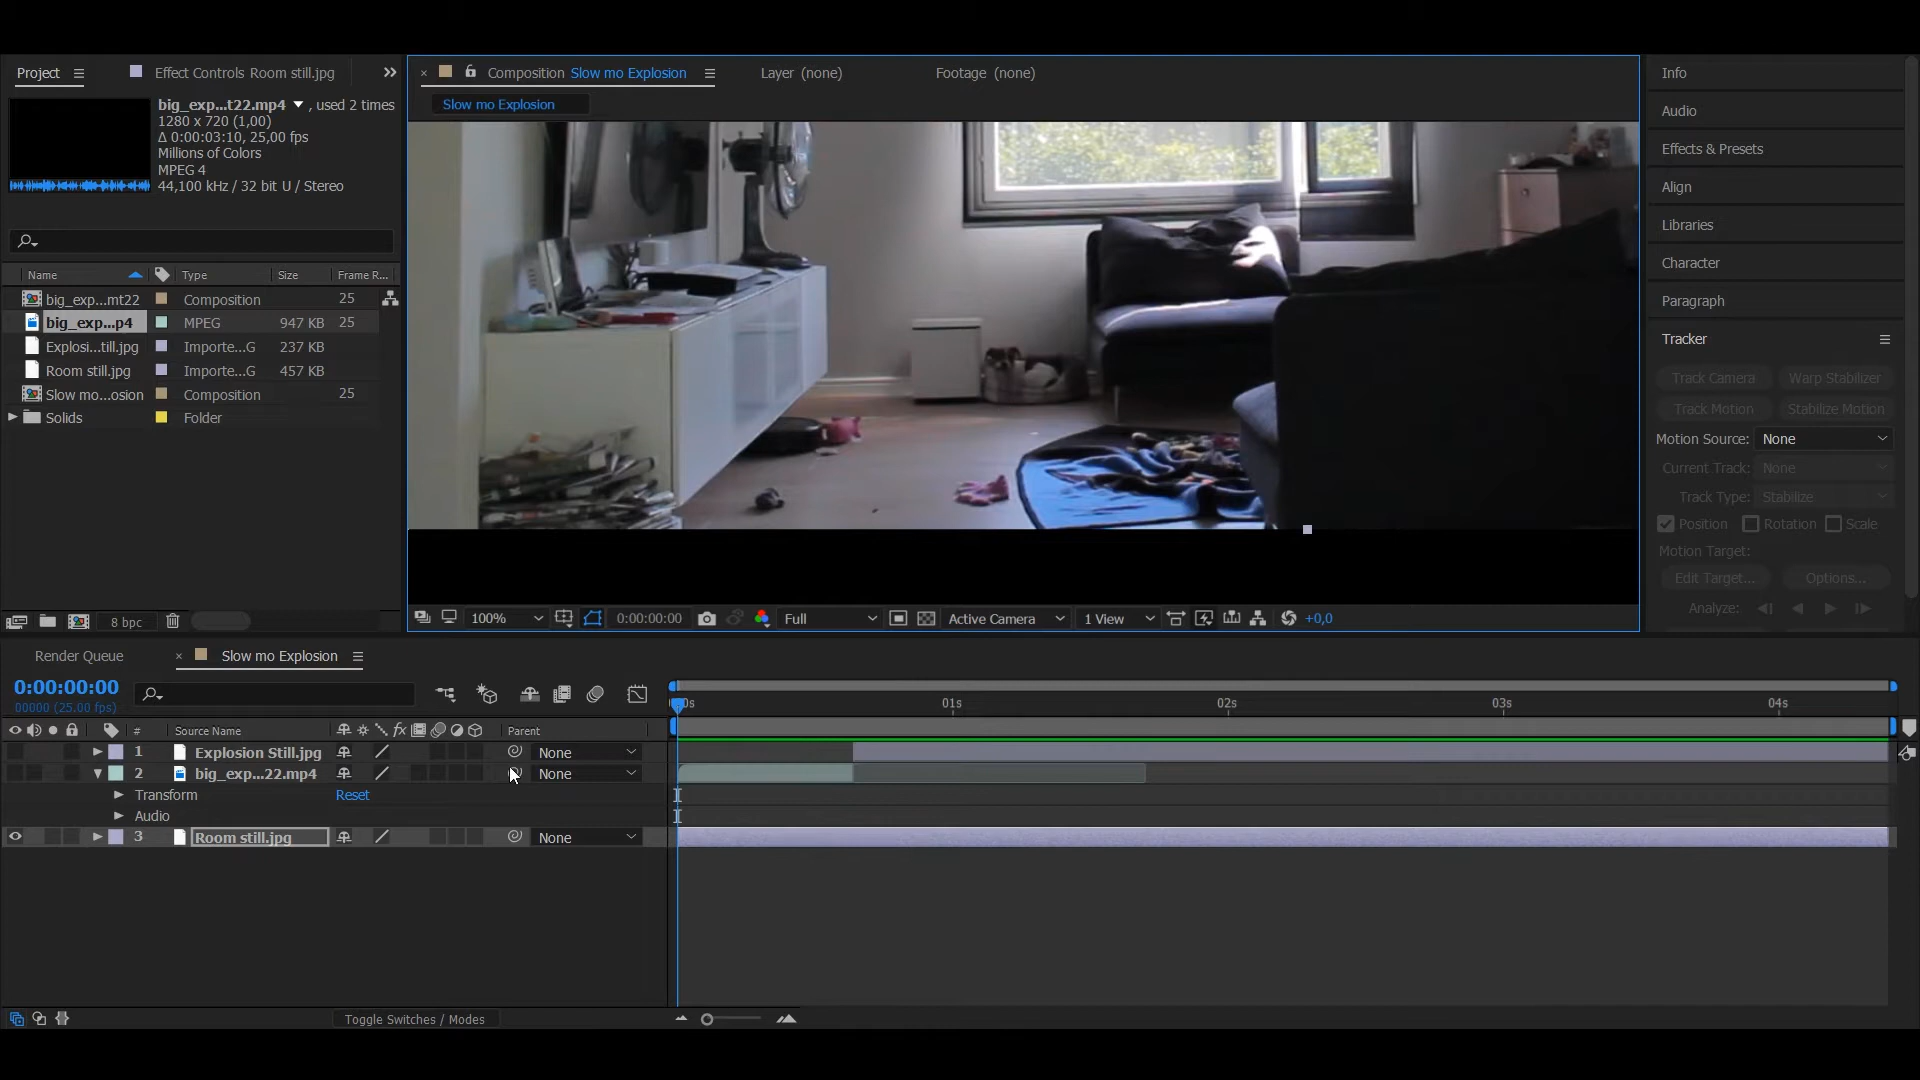 Project
Effect Controls Room still.jpg
Composition Slow mo Explosion
Layer (none)
Footage (none)
Slow mo Explosion
big_exp...t22.mp4 , used 2 times
1280 x 720 (1,00)
Δ 0:00:03:10, 25,00 fps
Millions of Colors
MPEG 4
44,100 kHz / 32 bit U / Stereo
Name Type Size Frame R...
big_exp...mt22 Composition 25
big_exp...p4 MPEG 947 KB 25
Explosi...till.jpg Importe...G 237 KB
Room still.jpg Importe...G 457 KB
Slow mo...osion Composition 25
Solids Folder
8 bpc
100% 0:00:00:00 Full Active Camera 1 View +0,0
Info
Audio
Effects & Presets
Align
Libraries
Character
Paragraph
Tracker
Track Camera Warp Stabilizer
Track Motion Stabilize Motion
Motion Source: None
Current Track: None
Track Type: Stabilize
Position Rotation Scale
Motion Target:
Edit Target... Options...
Analyze:
Render Queue
Slow mo Explosion
0:00:00:00
00000 (25.00 fps)
0s 01s 02s 03s 04s
# Source Name fx Parent
1 Explosion Still.jpg None
2 big_exp...22.mp4 None
Transform Reset
Audio
3 Room still.jpg None
Toggle Switches / Modes